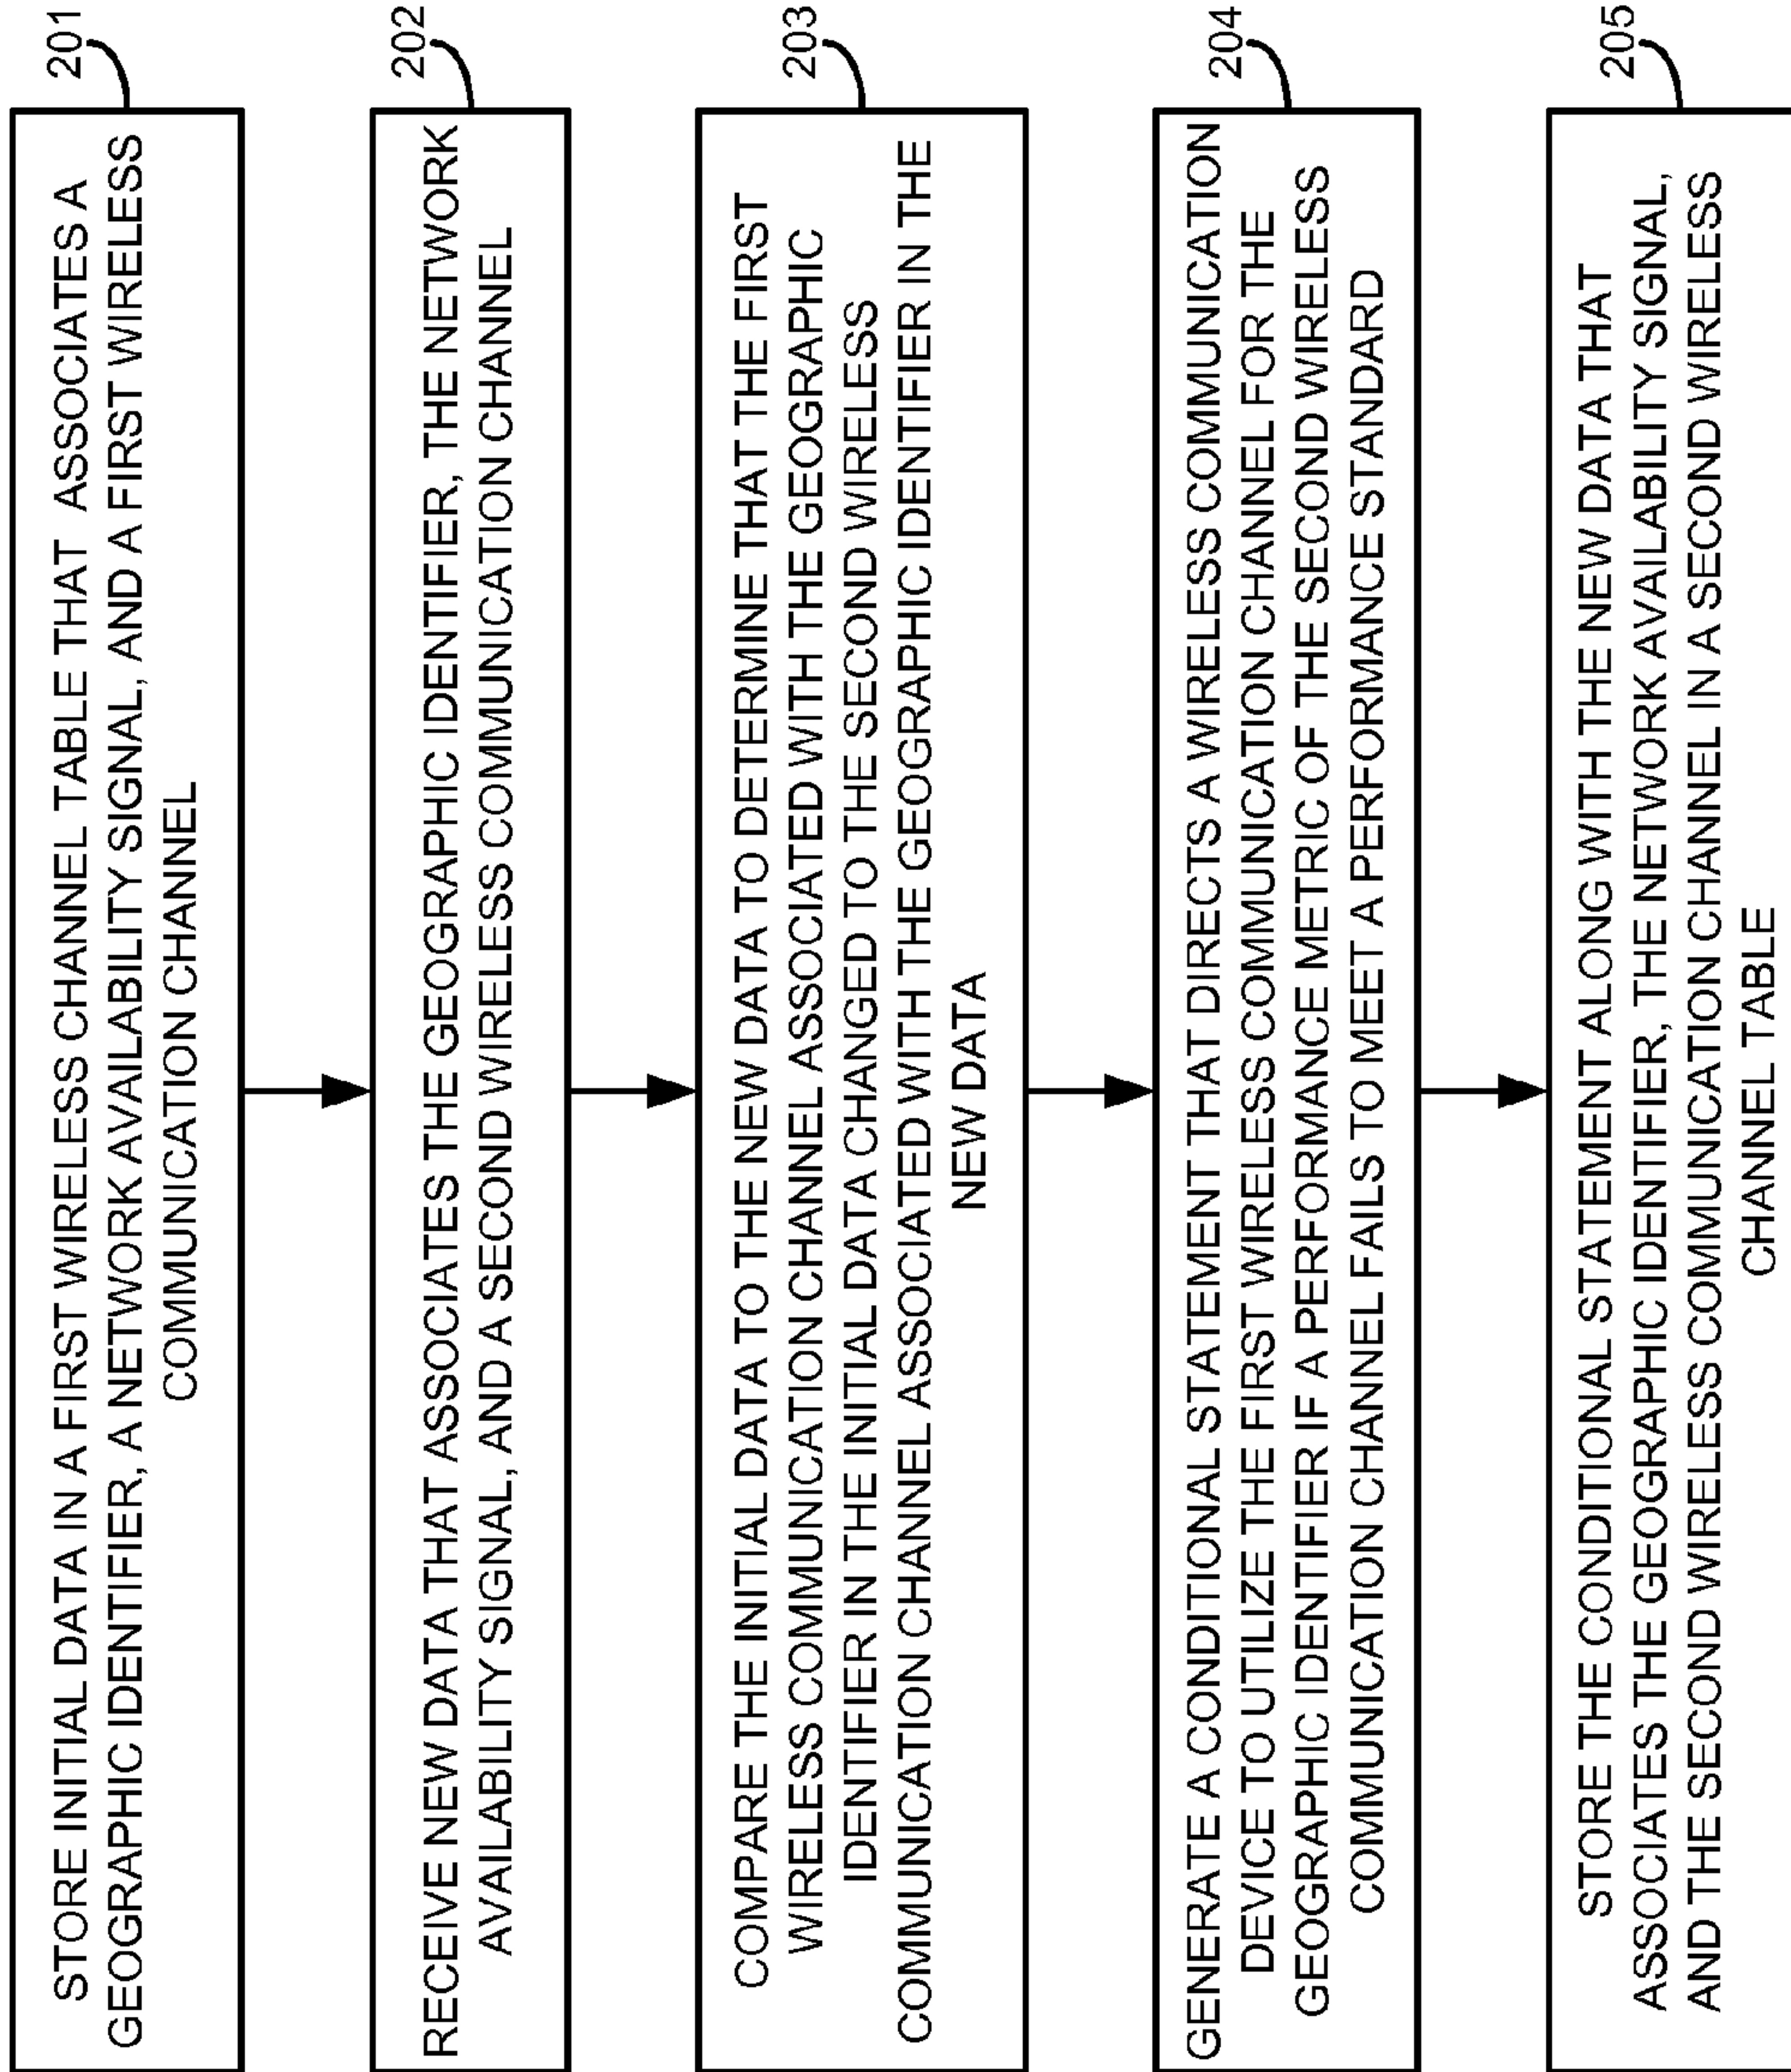 201
STORE INITIAL DATA IN A FIRST WIRELESS CHANNEL TABLE THAT ASSOCIATES A
GEOGRAPHIC IDENTIFIER, A NETWORK AVAILABILITY SIGNAL, AND A FIRST WIRELESS
COMMUNICATION CHANNEL
202
RECEIVE NEW DATA THAT ASSOCIATES THE GEOGRAPHIC IDENTIFIER, THE NETWORK
AVAILABILITY SIGNAL, AND A SECOND WIRELESS COMMUNICATION CHANNEL
203
COMPARE THE INITIAL DATA TO THE NEW DATA TO DETERMINE THAT THE FIRST
WIRELESS COMMUNICATION CHANNEL ASSOCIATED WITH THE GEOGRAPHIC
IDENTIFIER IN THE INITIAL DATA CHANGED TO THE SECOND WIRELESS
COMMUNICATION CHANNEL ASSOCIATED WITH THE GEOGRAPHIC IDENTIFIER IN THE
NEW DATA
204
GENERATE A CONDITIONAL STATEMENT THAT DIRECTS A WIRELESS COMMUNICATION
DEVICE TO UTILIZE THE FIRST WIRELESS COMMUNICATION CHANNEL FOR THE
GEOGRAPHIC IDENTIFIER IF A PERFORMANCE METRIC OF THE SECOND WIRELESS
COMMUNICATION CHANNEL FAILS TO MEET A PERFORMANCE STANDARD
205
STORE THE CONDITIONAL STATEMENT ALONG WITH THE NEW DATA THAT
ASSOCIATES THE GEOGRAPHIC IDENTIFIER, THE NETWORK AVAILABILITY SIGNAL,
AND THE SECOND WIRELESS COMMUNICATION CHANNEL IN A SECOND WIRELESS
CHANNEL TABLE